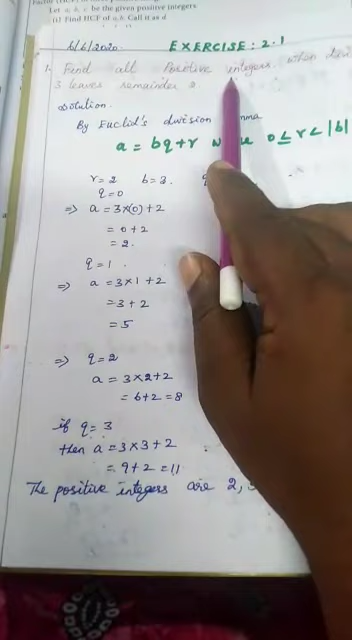 Let a, b, c be the given positive integers
(i) Find HCF of a, b. Call it as d
6/6/2020. EXERCISE: 2.1
1. Find all Positive integers, when
3 leaves remainder 2.
Solution.
By Euclid's division
a = bq + r 0 ≤ r < |b|
r = 2 b = 3.
q = 0
⇒ a = 3×(0) + 2
= 0 + 2
= 2.
q = 1.
⇒ a = 3×1 + 2
= 3 + 2
= 5
⇒ q = 2
a = 3×2+2
= 6+2 = 8
if q = 3
then a = 3×3+2
= 9+2 = 11
The positive integers are 2, 5